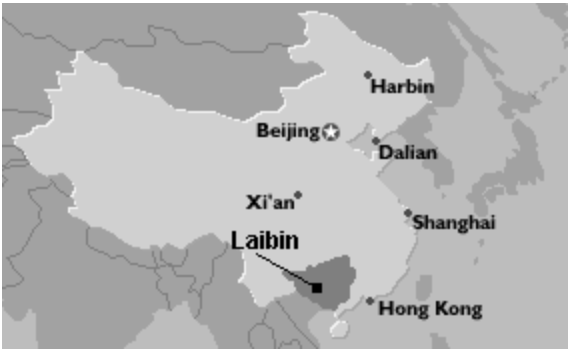 Harbin
Beijing
Dalian
Xi'an
Shanghai
Laibin
Hong Kong